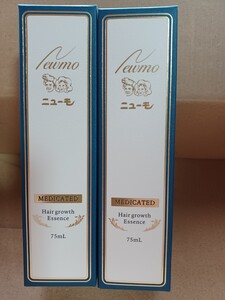 Newmo
ニューモ
MEDICATED
Hair growth
Essence
75mL
Newmo
ニューモ
MEDICATED
Hair growth
Essence
75mL